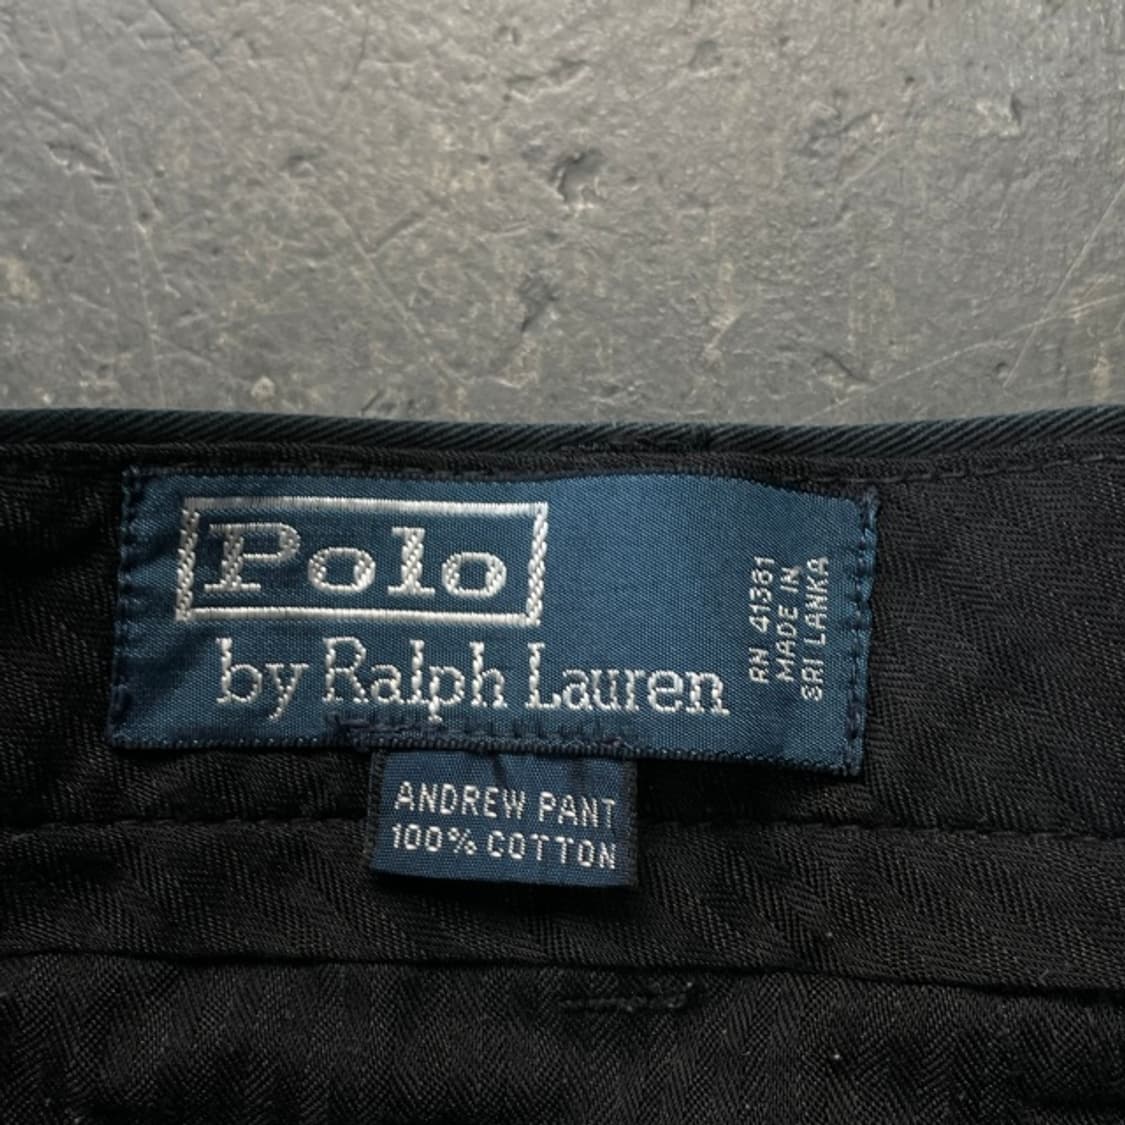 Polo
by Ralph Lauren
RN 41381
MADE IN
SRI LANKA
ANDREW PANT
100% COTTON